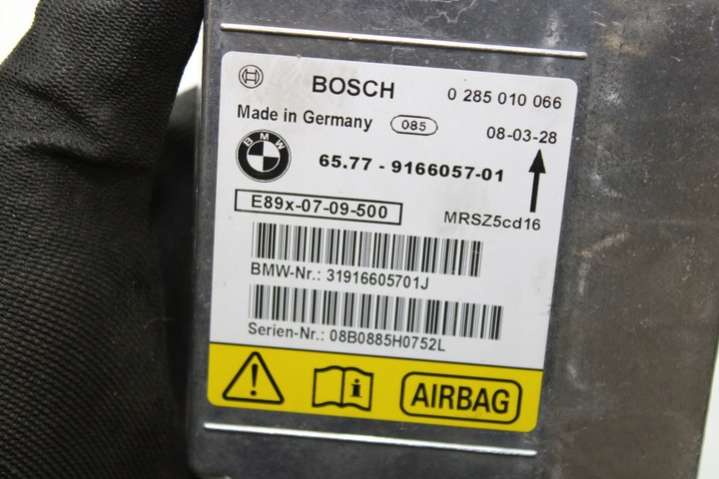 BOSCH 0 285 010 066
Made in Germany 085 08-03-28
BMW 65.77 - 9166057-01
E89x-07-09-500 MRSZ5cd16
BMW-Nr.: 31916605701J
Serien-Nr.: 08B0885H0752L
AIRBAG